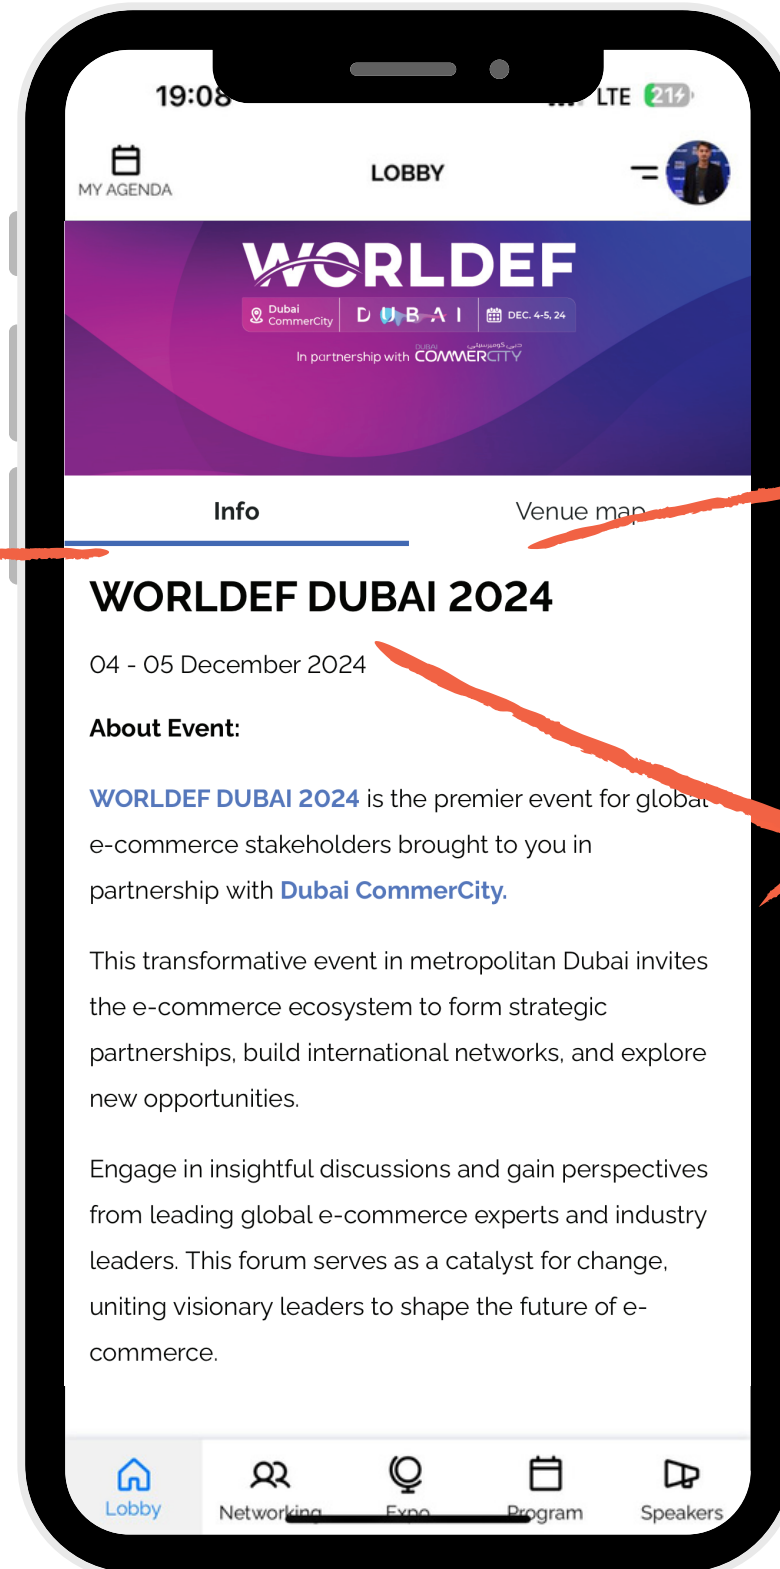 19:08
LTE
21
MY AGENDA
LOBBY
WORLDEF
Dubai
CommerCity
DUBAI
DEC. 4-5, 24
In partnership with
DUBAI
دبي كوميرسيتي
COMMERCITY
Info
Venue map
WORLDEF DUBAI 2024
04 - 05 December 2024
About Event:
WORLDEF DUBAI 2024 is the premier event for global
e-commerce stakeholders brought to you in
partnership with Dubai CommerCity.
This transformative event in metropolitan Dubai invites
the e-commerce ecosystem to form strategic
partnerships, build international networks, and explore
new opportunities.
Engage in insightful discussions and gain perspectives
from leading global e-commerce experts and industry
leaders. This forum serves as a catalyst for change,
uniting visionary leaders to shape the future of e-
commerce.
Lobby
Networking
Expo
Program
Speakers